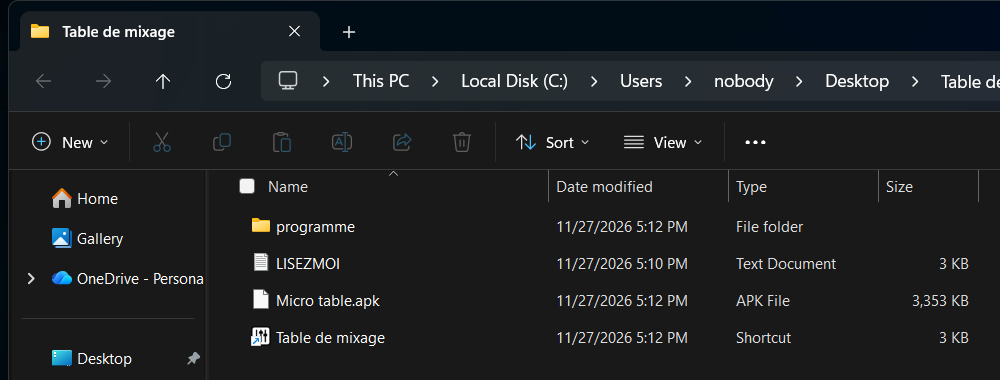 Table de mixage
This PC > Local Disk (C:) > Users > nobody > Desktop > Table de
New Sort View
Name Date modified Type Size
Home
Gallery
OneDrive - Persona
Desktop
programme 11/27/2026 5:12 PM File folder
LISEZMOI 11/27/2026 5:10 PM Text Document 3 KB
Micro table.apk 11/27/2026 5:12 PM APK File 3,353 KB
Table de mixage 11/27/2026 5:12 PM Shortcut 3 KB